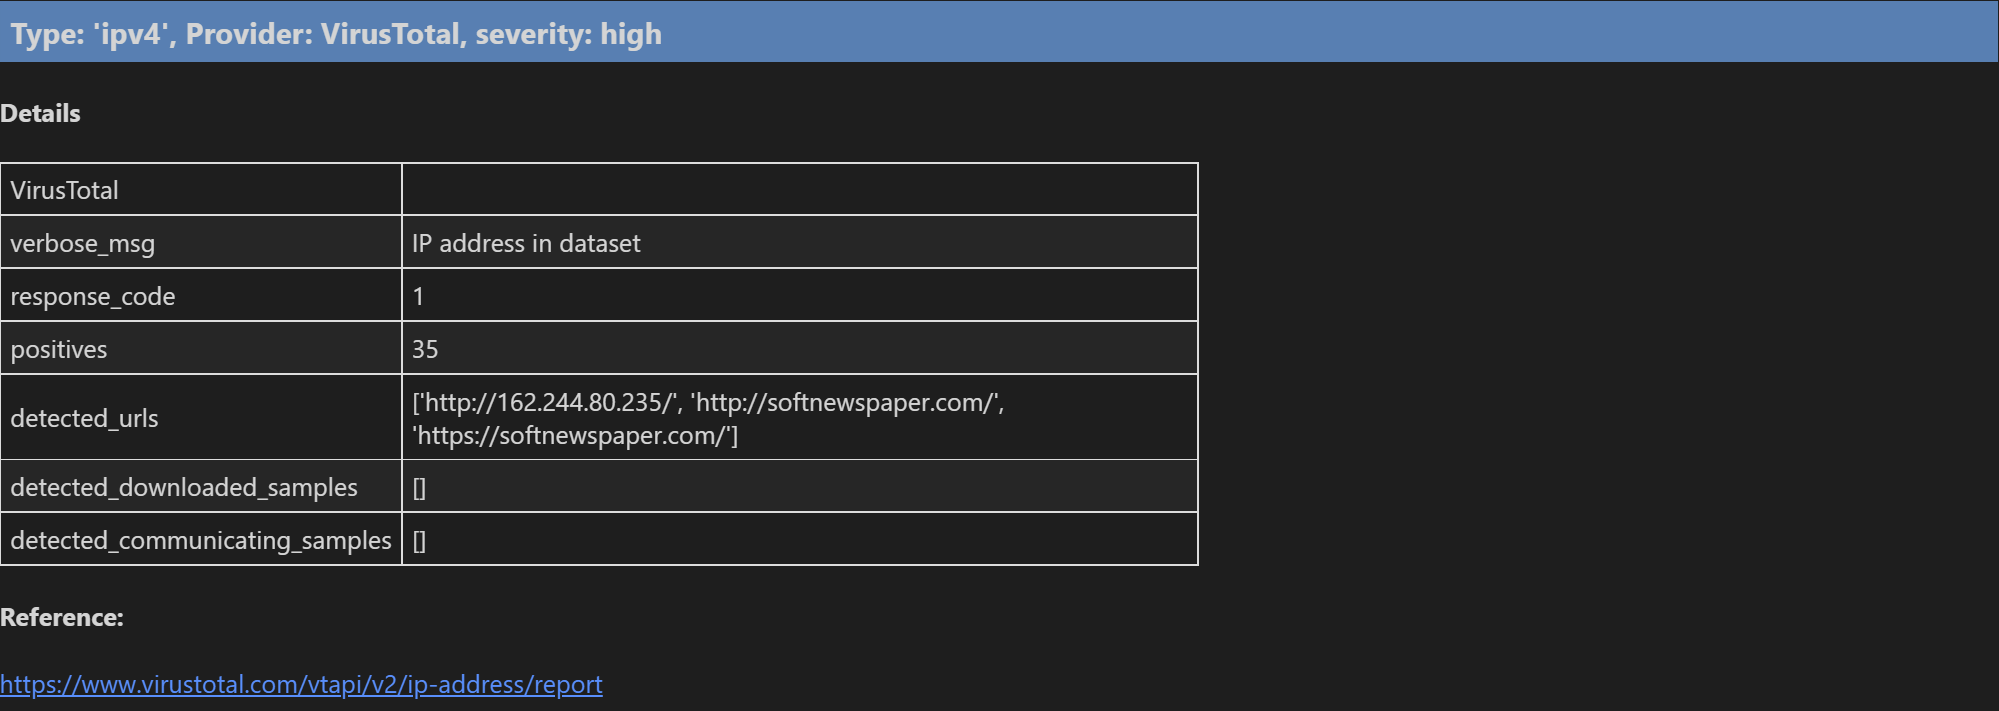 Type: 'ipv4', Provider: VirusTotal, severity: high
Details
VirusTotal
verbose_msg IP address in dataset
response_code 1
positives 35
detected_urls ['http://162.244.80.235/', 'http://softnewspaper.com/',
'https://softnewspaper.com/']
detected_downloaded_samples []
detected_communicating_samples []
Reference:
https://www.virustotal.com/vtapi/v2/ip-address/report